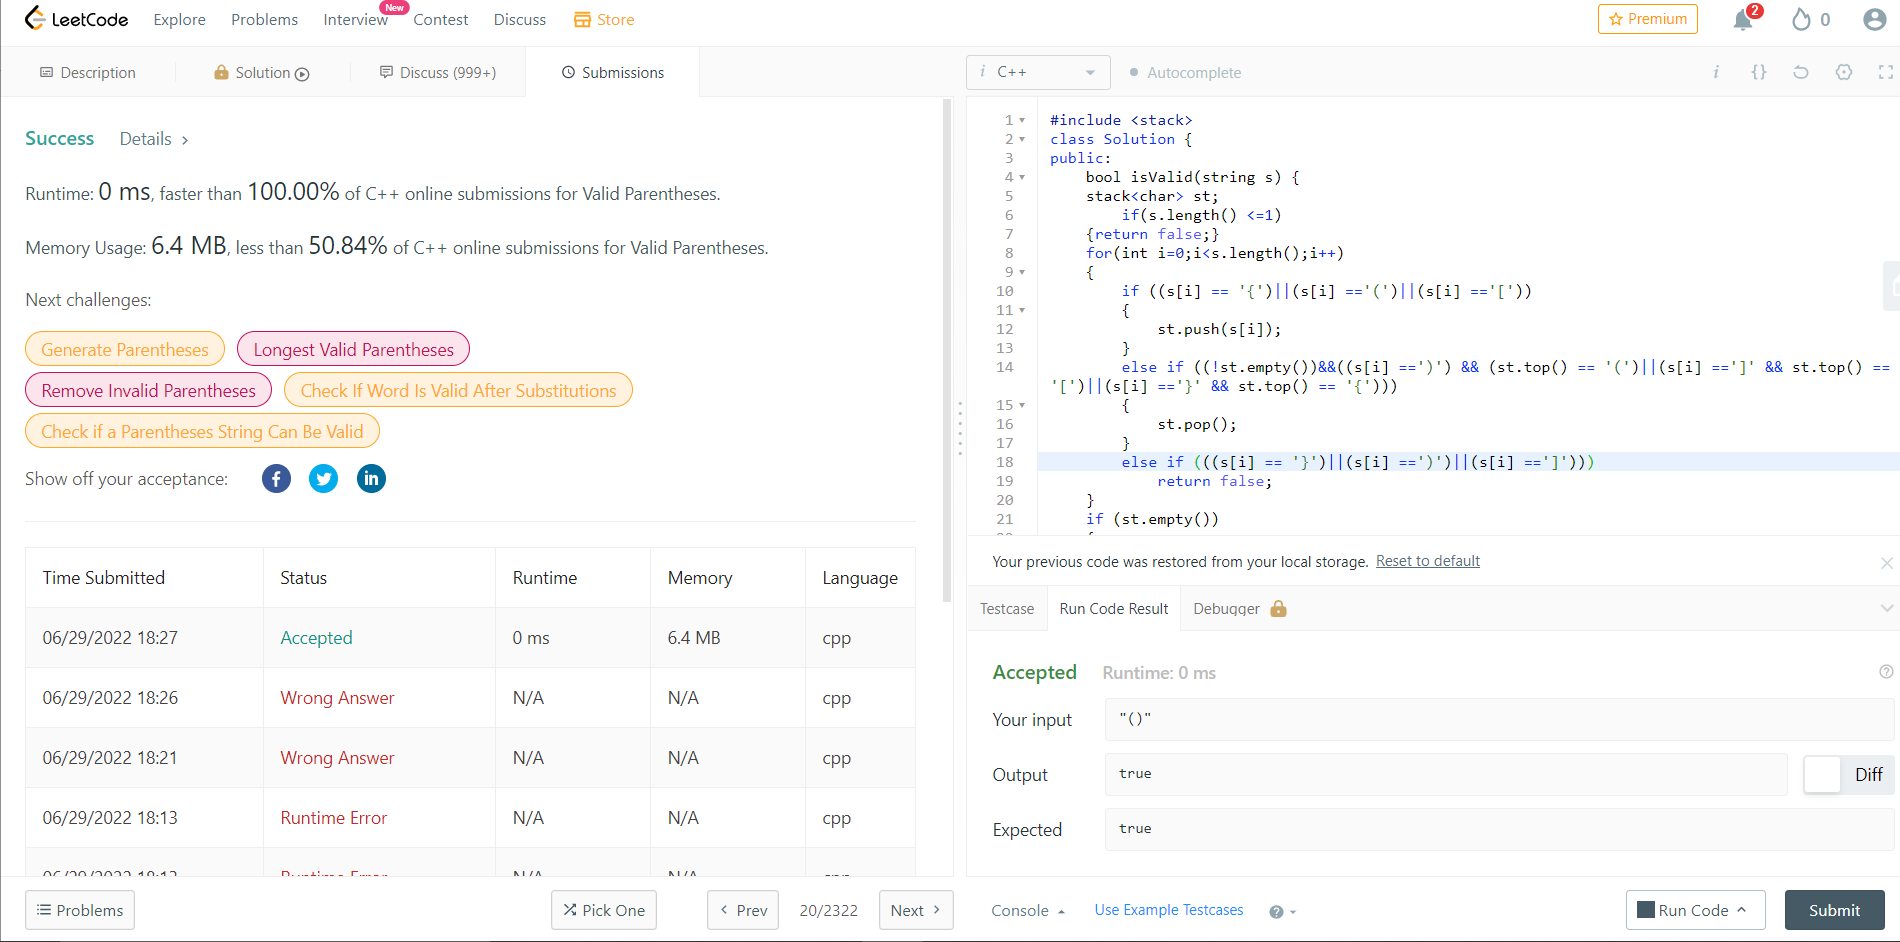 LeetCode Explore Problems Interview New Contest Discuss Store Premium 2 0
Description Solution Discuss (999+) Submissions
i C++ Autocomplete i {}
Success Details >
Runtime: 0 ms, faster than 100.00% of C++ online submissions for Valid Parentheses.
Memory Usage: 6.4 MB, less than 50.84% of C++ online submissions for Valid Parentheses.
Next challenges:
Generate Parentheses Longest Valid Parentheses
Remove Invalid Parentheses Check If Word Is Valid After Substitutions
Check if a Parentheses String Can Be Valid
Show off your acceptance:
Time Submitted Status Runtime Memory Language
06/29/2022 18:27 Accepted 0 ms 6.4 MB cpp
06/29/2022 18:26 Wrong Answer N/A N/A cpp
06/29/2022 18:21 Wrong Answer N/A N/A cpp
06/29/2022 18:13 Runtime Error N/A N/A cpp
1 #include <stack>
2 class Solution {
3 public:
4 bool isValid(string s) {
5 stack<char> st;
6 if(s.length() <=1)
7 {return false;}
8 for(int i=0;i<s.length();i++)
9 {
10 if ((s[i] == '{')||(s[i] =='(')||(s[i] =='['))
11 {
12 st.push(s[i]);
13 }
14 else if ((!st.empty())&&((s[i] ==')') && (st.top() == '(')||(s[i] ==']' && st.top() ==
'[')||(s[i] =='}' && st.top() == '{')))
15 {
16 st.pop();
17 }
18 else if (((s[i] == '}')||(s[i] ==')')||(s[i] ==']')))
19 return false;
20 }
21 if (st.empty())
Your previous code was restored from your local storage. Reset to default
Testcase Run Code Result Debugger
Accepted Runtime: 0 ms
Your input "()"
Output true Diff
Expected true
Problems Pick One < Prev 20/2322 Next >
Console Use Example Testcases Run Code Submit